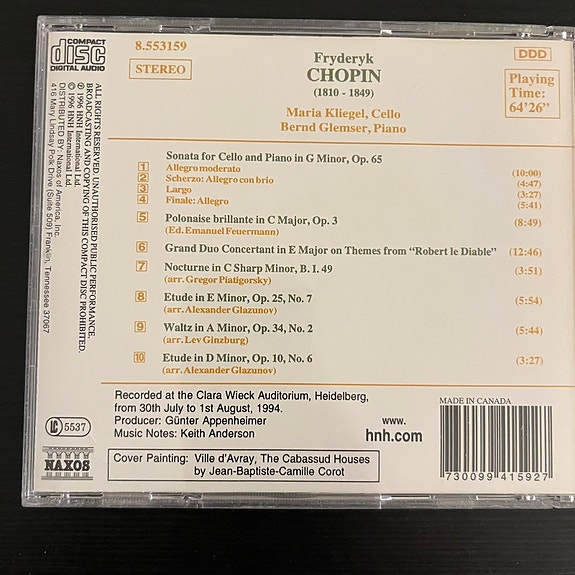 COMPACT
disc
DIGITAL AUDIO
8.553159
STEREO
Fryderyk
CHOPIN
(1810 - 1849)
DDD
Playing
Time:
64'26"
Maria Kliegel, Cello
Bernd Glemser, Piano
Sonata for Cello and Piano in G Minor, Op. 65
1 Allegro moderato (10:00)
2 Scherzo: Allegro con brio (4:47)
3 Largo (3:27)
4 Finale: Allegro (5:41)
5 Polonaise brillante in C Major, Op. 3 (8:49)
(Ed. Emanuel Feuermann)
6 Grand Duo Concertant in E Major on Themes from "Robert le Diable" (12:46)
7 Nocturne in C Sharp Minor, B. I. 49 (3:51)
(arr. Gregor Piatigorsky)
8 Etude in E Minor, Op. 25, No. 7 (5:54)
(arr. Alexander Glazunov)
9 Waltz in A Minor, Op. 34, No. 2 (5:44)
(arr. Lev Ginzburg)
10 Etude in D Minor, Op. 10, No. 6 (3:27)
(arr. Alexander Glazunov)
Recorded at the Clara Wieck Auditorium, Heidelberg,
from 30th July to 1st August, 1994.
Producer: Günter Appenheimer
Music Notes: Keith Anderson
www.
hnh.com
MADE IN CANADA
7 30099 41592 7
Cover Painting: Ville d'Avray, The Cabassud Houses
by Jean-Baptiste-Camille Corot
ALL RIGHTS RESERVED. UNAUTHORISED PUBLIC PERFORMANCE,
BROADCASTING AND COPYING OF THIS COMPACT DISC PROHIBITED.
℗ 1996 HNH International Ltd.
© 1996 HNH International Ltd.
DISTRIBUTED BY: Naxos of America, Inc.
416 Mary Lindsay Polk Drive (Suite 509) Franklin, Tennessee 37067
LC 5537
NAXOS